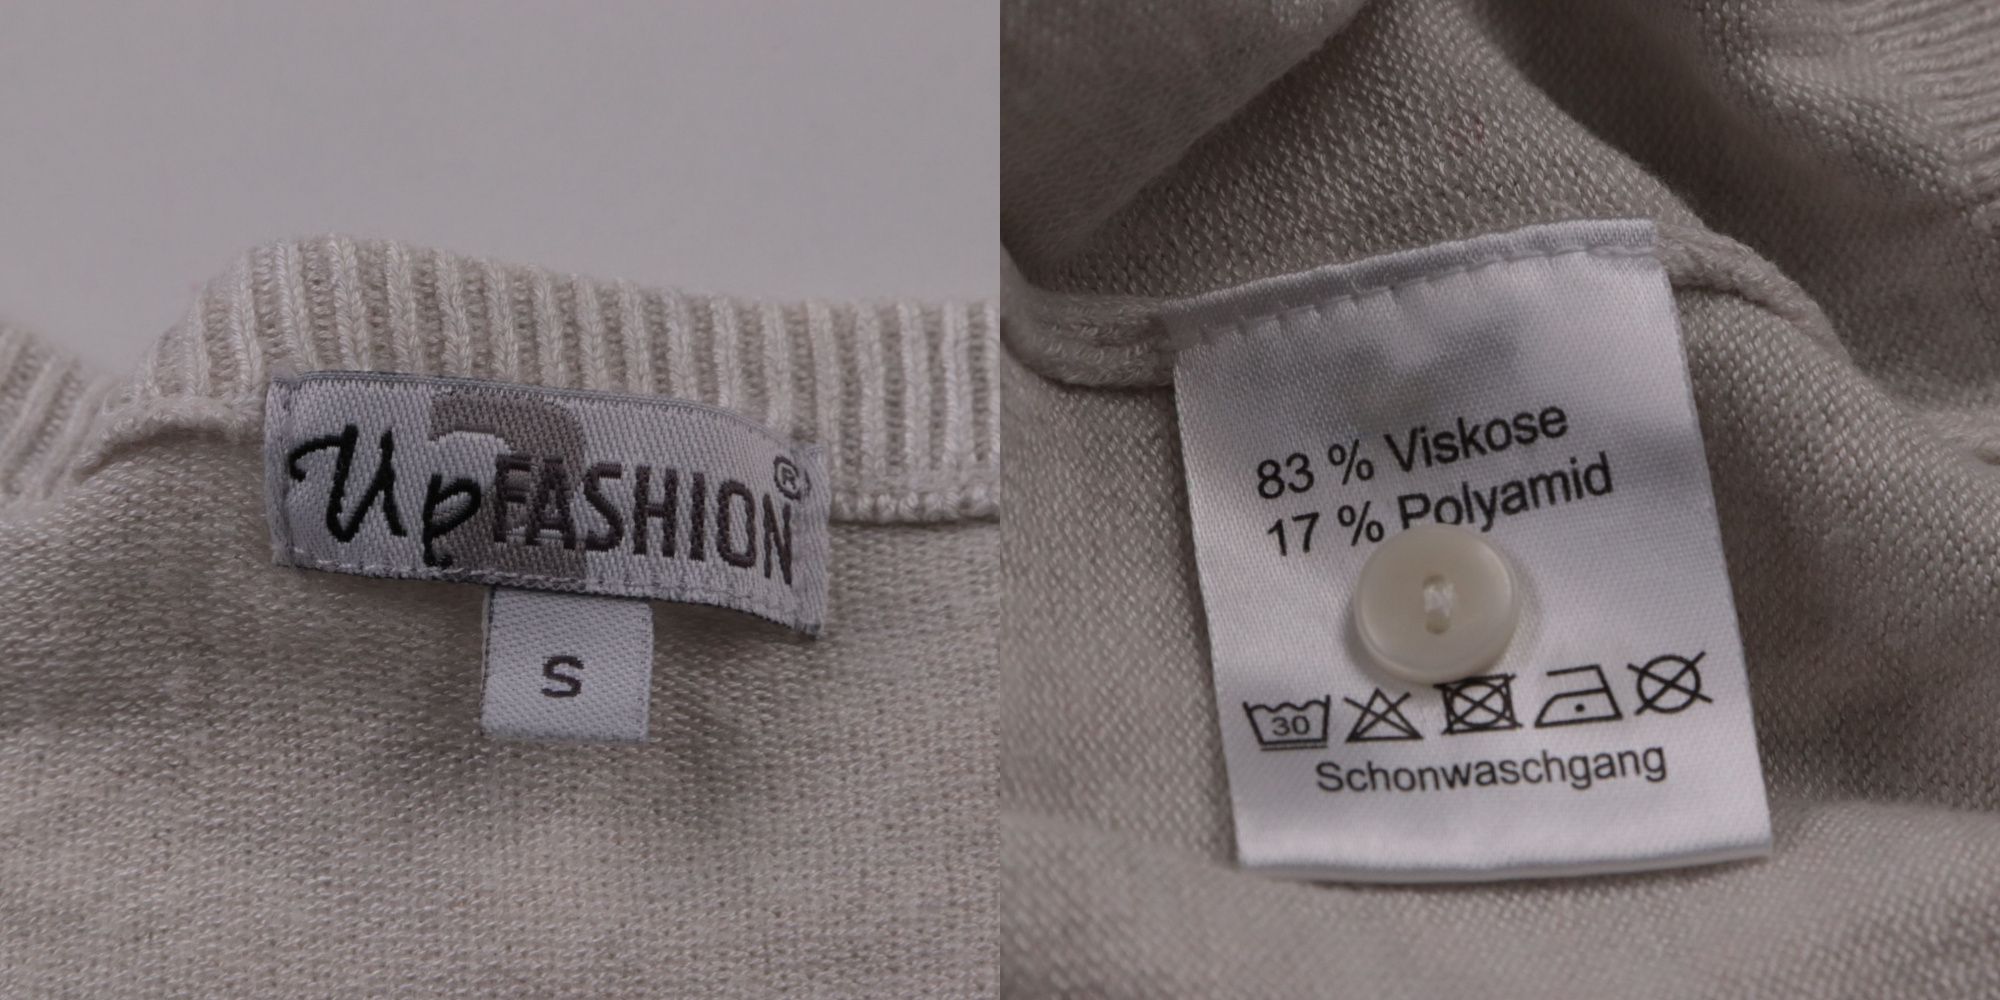 Up FASHION®
S
83 % Viskose
17 % Polyamid
30
Schonwaschgang